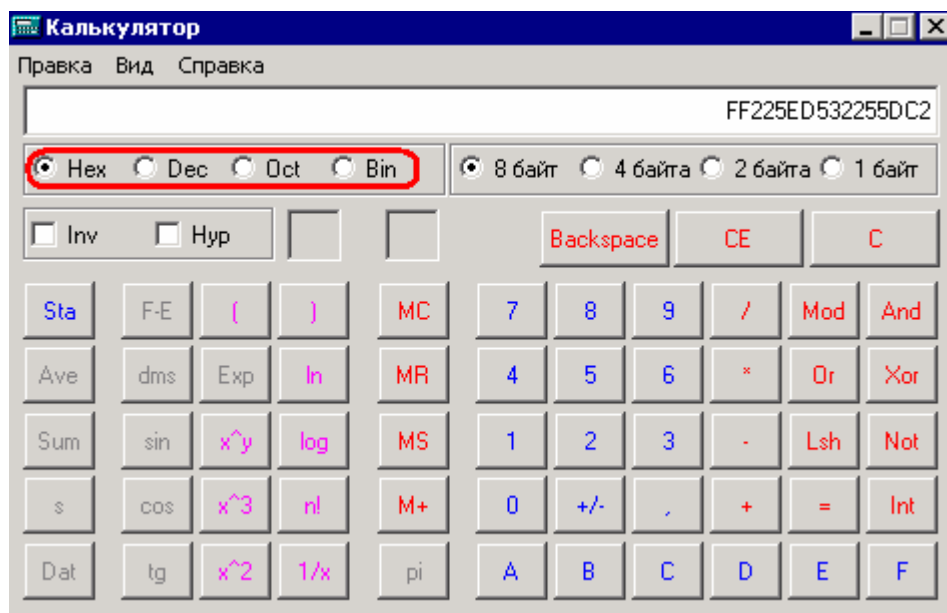 Калькулятор
Правка Вид Справка
FF225ED532255DC2
Hex Dec Oct Bin 8 байт 4 байта 2 байта 1 байт
Inv Hyp Backspace CE C
Sta F-E ( ) MC 7 8 9 / Mod And
Ave dms Exp ln MR 4 5 6 * Or Xor
Sum sin x^y log MS 1 2 3 - Lsh Not
s cos x^3 n! M+ 0 +/- , + = Int
Dat tg x^2 1/x pi A B C D E F